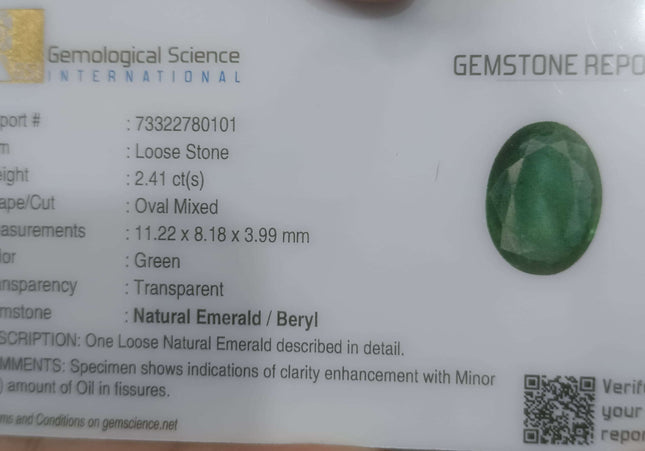 Gemological Science
INTERNATIONAL
GEMSTONE REPO
port # : 73322780101
m : Loose Stone
eight : 2.41 ct(s)
ape/Cut : Oval Mixed
asurements : 11.22 x 8.18 x 3.99 mm
lor : Green
nsparency : Transparent
mstone : Natural Emerald / Beryl
SCRIPTION: One Loose Natural Emerald described in detail.
MMENTS: Specimen shows indications of clarity enhancement with Minor
) amount of Oil in fissures.
ms and Conditions on gemscience.net
Verif
your
repor